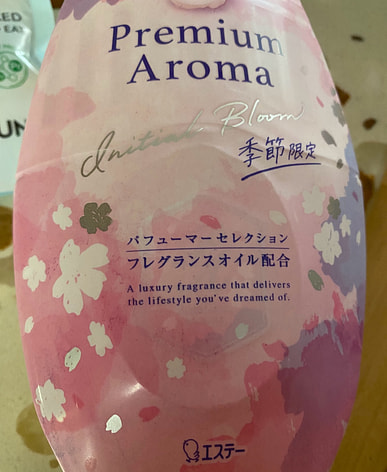 Premium
Aroma
Initial Bloom
季節限定
パフューマーセレクション
フレグランスオイル配合
A luxury fragrance that delivers
the lifestyle you've dreamed of.
エステー
UN